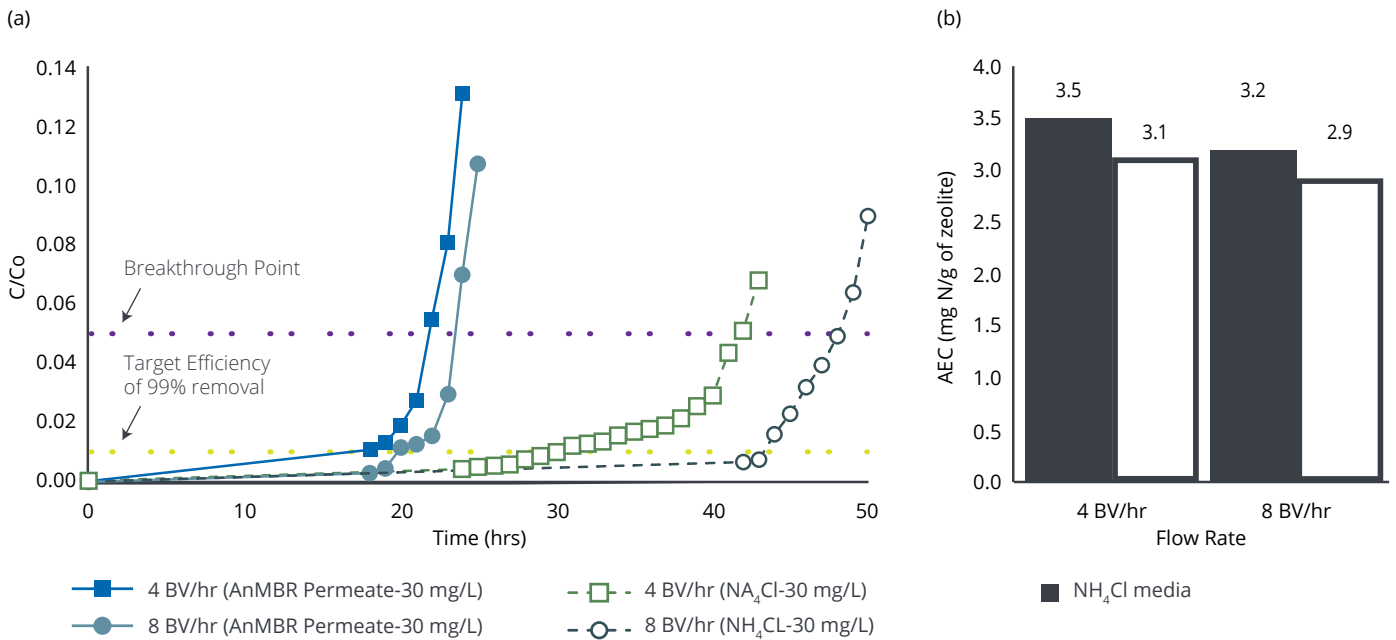 (a)
(b)
0.14
0.12
0.10
0.08
0.06
0.04
0.02
0.00
C/Co
Breakthrough Point
Target Efficiency
of 99% removal
0
10
20
30
40
50
Time (hrs)
4 BV/hr (AnMBR Permeate-30 mg/L)
8 BV/hr (AnMBR Permeate-30 mg/L)
4 BV/hr (NA₄Cl-30 mg/L)
8 BV/hr (NH₄CL-30 mg/L)
4.0
3.5
3.0
2.5
2.0
1.5
1.0
0.5
0.0
AEC (mg N/g of zeolite)
3.5
3.1
3.2
2.9
4 BV/hr
8 BV/hr
Flow Rate
NH₄Cl media